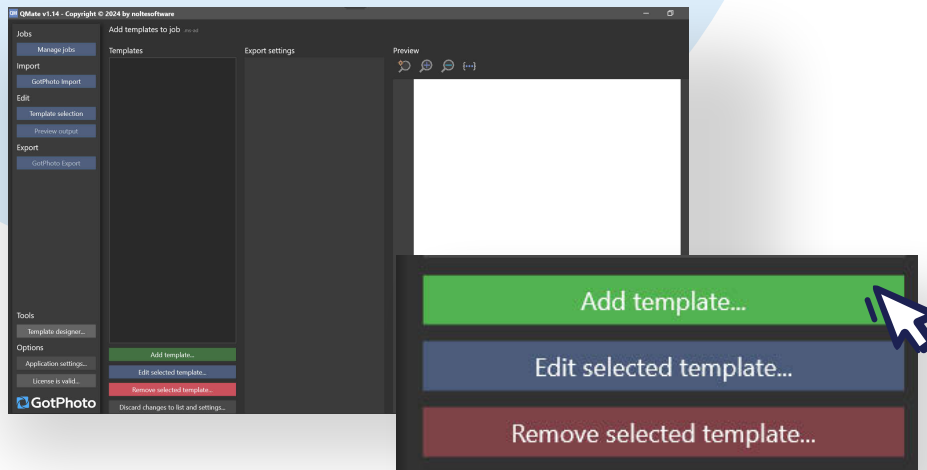 QM QMate v1.14 - Copyright © 2024 by noltesoftware
Jobs
Manage jobs
Import
GotPhoto Import
Edit
Template selection
Preview output
Export
GotPhoto Export
Tools
Template designer...
Options
Application settings...
License is valid...
GotPhoto
Add templates to job
Templates
Export settings
Preview
Add template...
Edit selected template...
Remove selected template...
Discard changes to list and settings...
Add template...
Edit selected template...
Remove selected template...